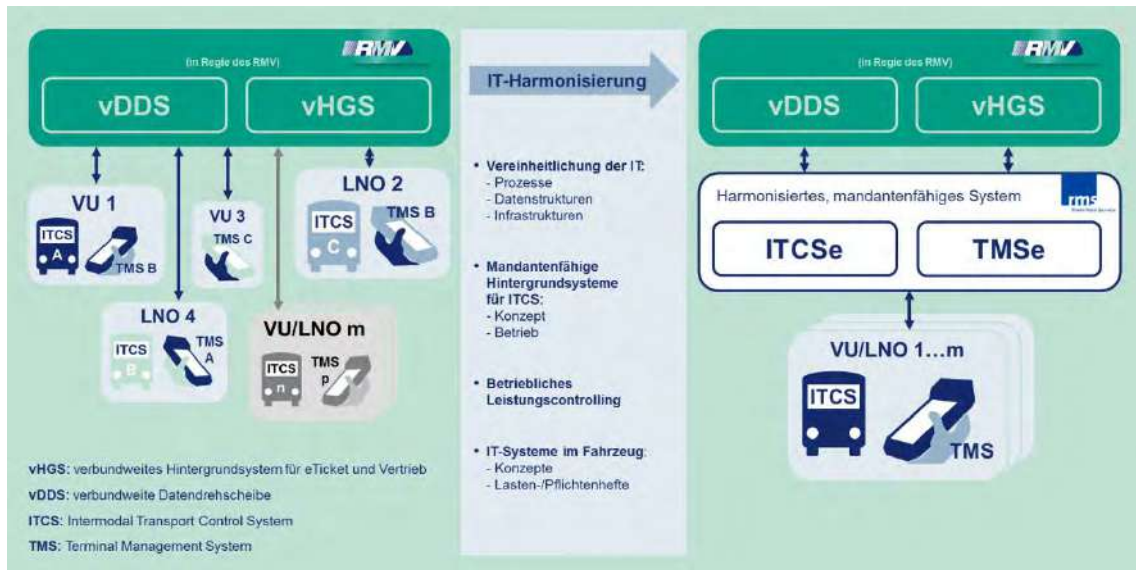 RMV
(in Regie des RMV)
vDDS
vHGS
VU 1
ITCS
A
TMS B
VU 3
TMS C
LNO 2
ITCS
C
TMS B
LNO 4
ITCS
B
TMS
A
VU/LNO m
ITCS
n
TMS
p
vHGS: verbundweites Hintergrundsystem für eTicket und Vertrieb
vDDS: verbundweite Datendrehscheibe
ITCS: Intermodal Transport Control System
TMS: Terminal Management System
IT-Harmonisierung
• Vereinheitlichung der IT:
- Prozesse
- Datenstrukturen
- Infrastrukturen
• Mandantenfähige
Hintergrundsysteme
für ITCS:
- Konzept
- Betrieb
• Betriebliches
Leistungscontrolling
• IT-Systeme im Fahrzeug:
- Konzepte
- Lasten-/Pflichtenhefte
RMV
(in Regie des RMV)
vDDS
vHGS
Harmonisiertes, mandantenfähiges System
rms
ITCSe
TMSe
VU/LNO 1...m
ITCS
TMS